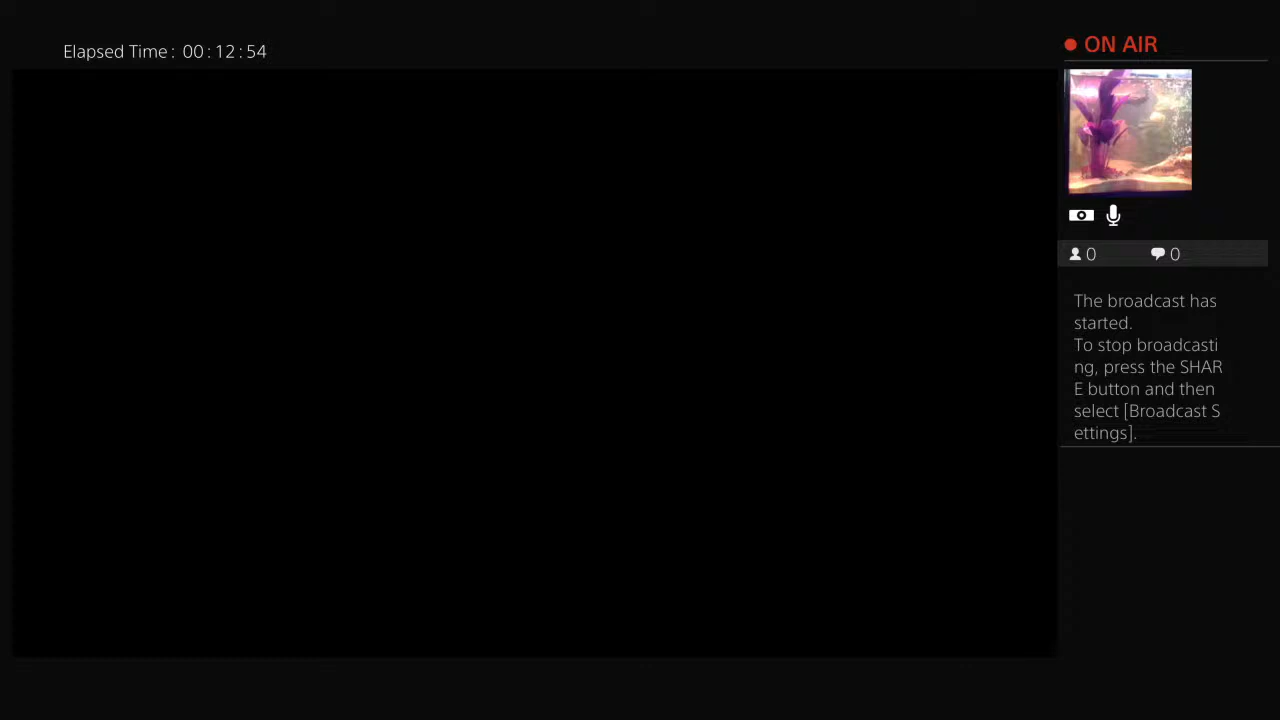 Elapsed Time: 00:12:54
ON AIR
0 0
The broadcast has
started.
To stop broadcasti
ng, press the SHAR
E button and then
select [Broadcast S
ettings].